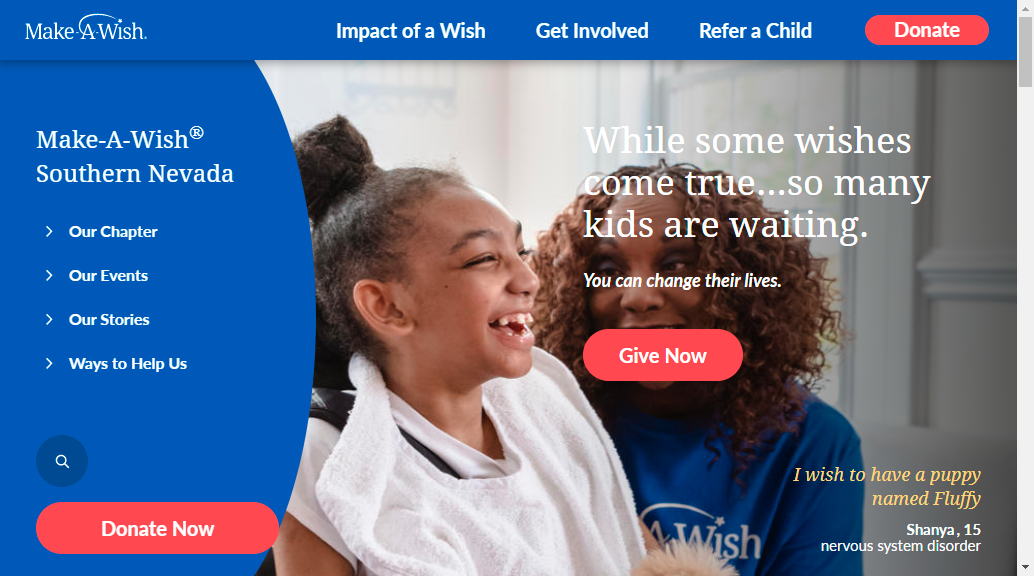 Make-A-Wish.
Impact of a Wish
Get Involved
Refer a Child
Donate
Make-A-Wish®
Southern Nevada
Our Chapter
Our Events
Our Stories
Ways to Help Us
Donate Now
While some wishes
come true...so many
kids are waiting.
You can change their lives.
Give Now
I wish to have a puppy
named Fluffy
Shanya , 15
nervous system disorder
A-Wish